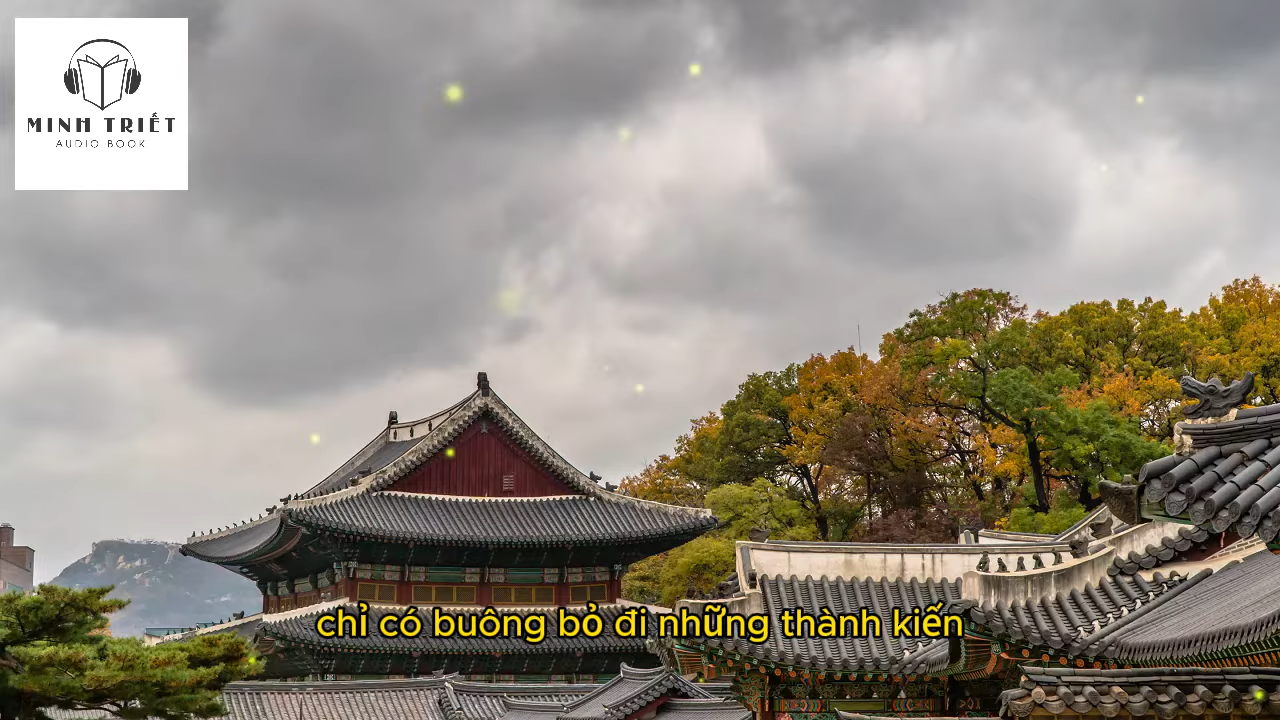 MINH TRIẾT
AUDIO BOOK
chỉ có buông bỏ đi những thành kiến